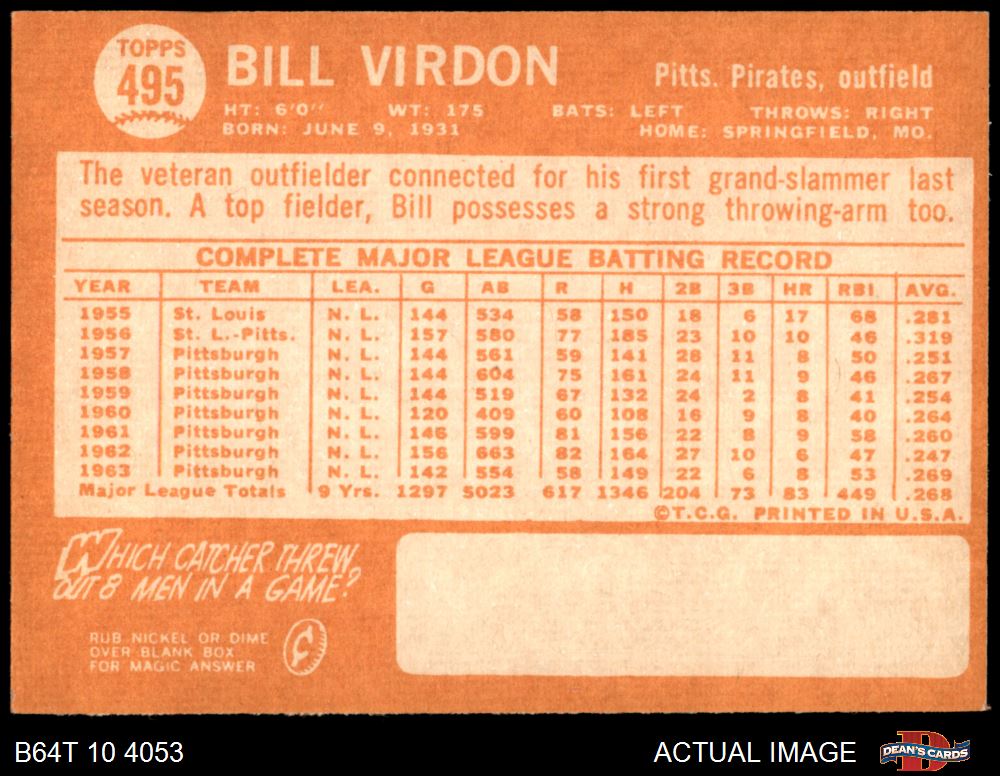 TOPPS
495
BILL VIRDON
Pitts. Pirates, outfield
HT: 6'0" WT: 175 BATS: LEFT THROWS: RIGHT
BORN: JUNE 9, 1931 HOME: SPRINGFIELD, MO.
The veteran outfielder connected for his first grand-slammer last
season. A top fielder, Bill possesses a strong throwing-arm too.
COMPLETE MAJOR LEAGUE BATTING RECORD
YEAR TEAM LEA. G AB R H 2B 3B HR RBI AVG.
1955 St. Louis N. L. 144 534 58 150 18 6 17 68 .281
1956 St. L.-Pitts. N. L. 157 580 77 185 23 10 10 46 .319
1957 Pittsburgh N. L. 144 561 59 141 28 11 8 50 .251
1958 Pittsburgh N. L. 144 604 75 161 24 11 9 46 .267
1959 Pittsburgh N. L. 144 519 67 132 24 2 8 41 .254
1960 Pittsburgh N. L. 120 409 60 108 16 9 8 40 .264
1961 Pittsburgh N. L. 146 599 81 156 22 8 9 58 .260
1962 Pittsburgh N. L. 156 663 82 164 27 10 6 47 .247
1963 Pittsburgh N. L. 142 554 58 149 22 6 8 53 .269
Major League Totals 9 Yrs. 1297 5023 617 1346 204 73 83 449 .268
©T.C.G. PRINTED IN U.S.A.
WHICH CATCHER THREW
OUT 8 MEN IN A GAME?
RUB NICKEL OR DIME
OVER BLANK BOX
FOR MAGIC ANSWER
B64T 10 4053 ACTUAL IMAGE DEAN'S CARDS